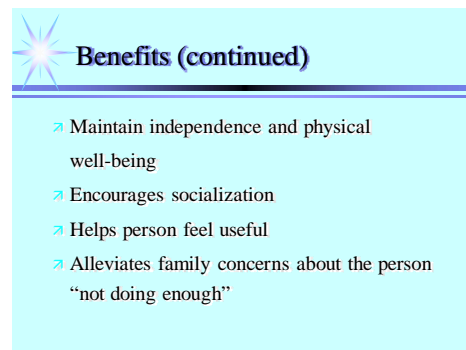 Benefits (continued)
Maintain independence and physical
well-being
Encourages socialization
Helps person feel useful
Alleviates family concerns about the person
“not doing enough”